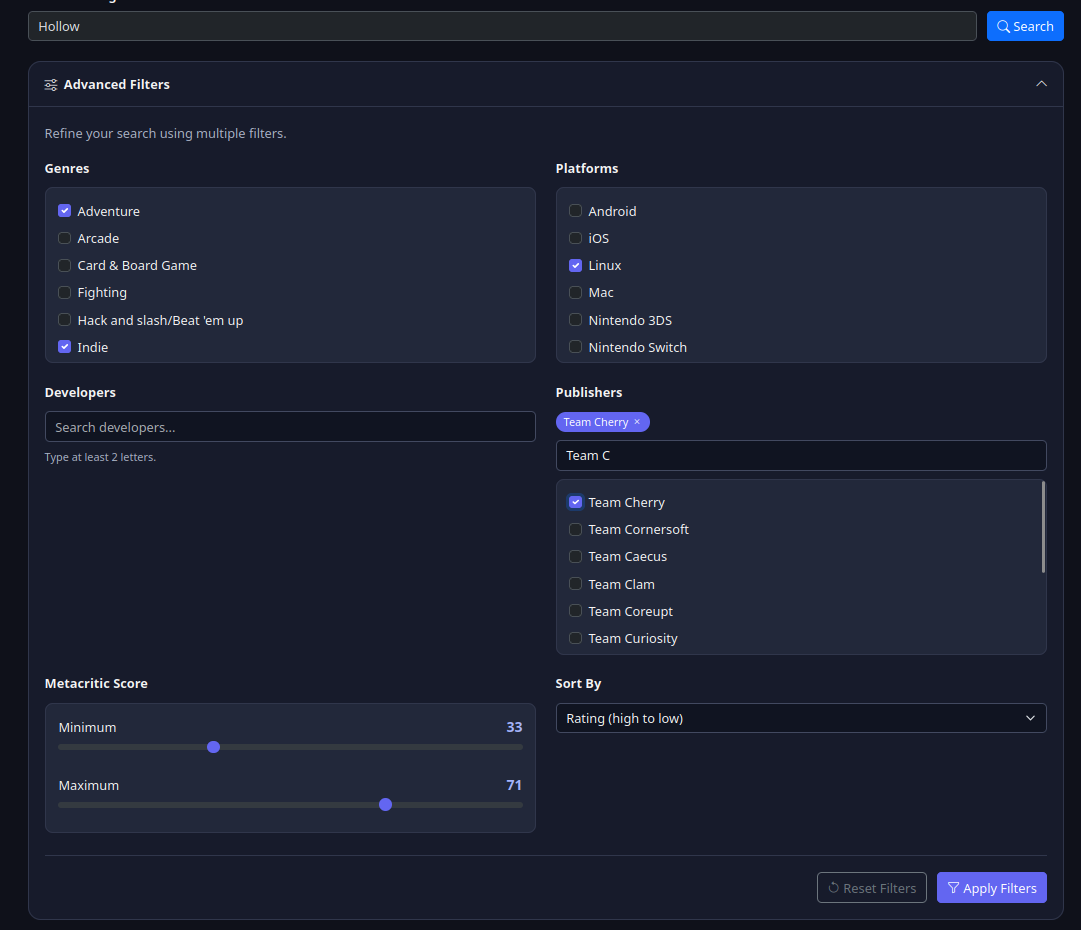 Hollow
Search
Advanced Filters
Refine your search using multiple filters.
Genres
Adventure
Arcade
Card & Board Game
Fighting
Hack and slash/Beat 'em up
Indie
Platforms
Android
iOS
Linux
Mac
Nintendo 3DS
Nintendo Switch
Developers
Search developers...
Type at least 2 letters.
Publishers
Team Cherry ×
Team C
Team Cherry
Team Cornersoft
Team Caecus
Team Clam
Team Coreupt
Team Curiosity
Metacritic Score
Minimum 33
Maximum 71
Sort By
Rating (high to low)
Reset Filters
Apply Filters